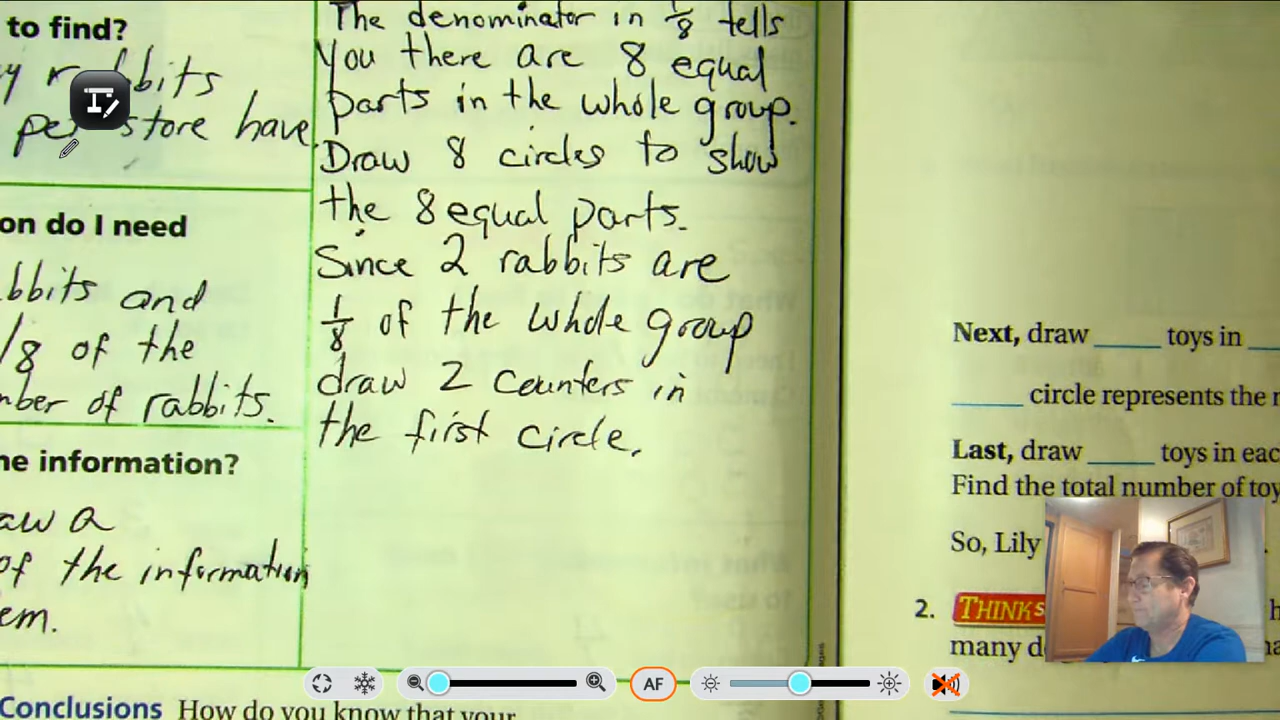 to find?
rabbits
pet store have
on do I need
bbits and
1/8 of the
mber of rabbits.
he information?
aw a
of the information
em.
Conclusions How do you know that your
The denominator in 1/8 tells
You there are 8 equal
parts in the whole group.
Draw 8 circles to show
the 8 equal parts.
Since 2 rabbits are
1/8 of the whole group
draw 2 counters in
the first circle.
Next, draw _____ toys in ___
_____ circle represents the
Last, draw _____ toys in eac
Find the total number of toy
So, Lily
2. THINK S
many d
AF